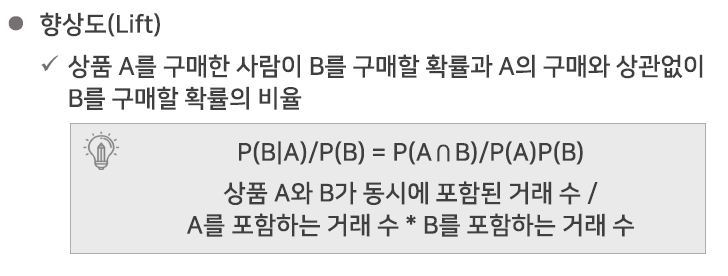 ● 향상도(Lift)
✓ 상품 A를 구매한 사람이 B를 구매할 확률과 A의 구매와 상관없이
B를 구매할 확률의 비율
P(B|A)/P(B) = P(A∩B)/P(A)P(B)
상품 A와 B가 동시에 포함된 거래 수 /
A를 포함하는 거래 수 * B를 포함하는 거래 수